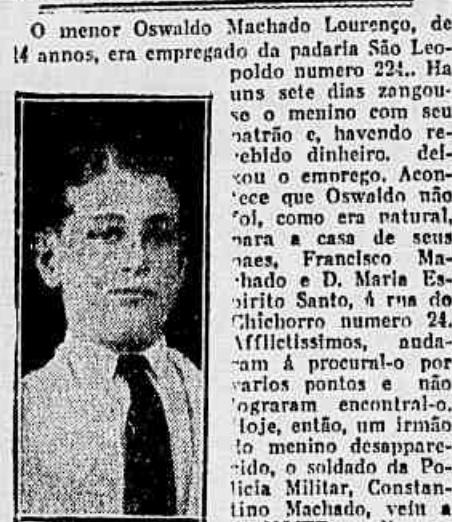 O menor Oswaldo Machado Lourenço, de
14 annos, era empregado da padaria São Leo-
poldo numero 224.. Ha
uns sete dias zangou-
se o menino com seu
patrão e, havendo re-
cebido dinheiro, dei-
xou o emprego. Acon-
tece que Oswaldo não
foi, como era natural,
para a casa de seus
paes, Francisco Ma-
chado e D. Maria Es-
pirito Santo, á rua do
Chichorro numero 24.
Afflictissimos, anda-
ram á procural-o por
varios pontos e não
lograram encontral-o.
Hoje, então, um irmão
do menino desappare-
cido, o soldado da Po-
licia Militar, Constan-
tino Machado, veiu a